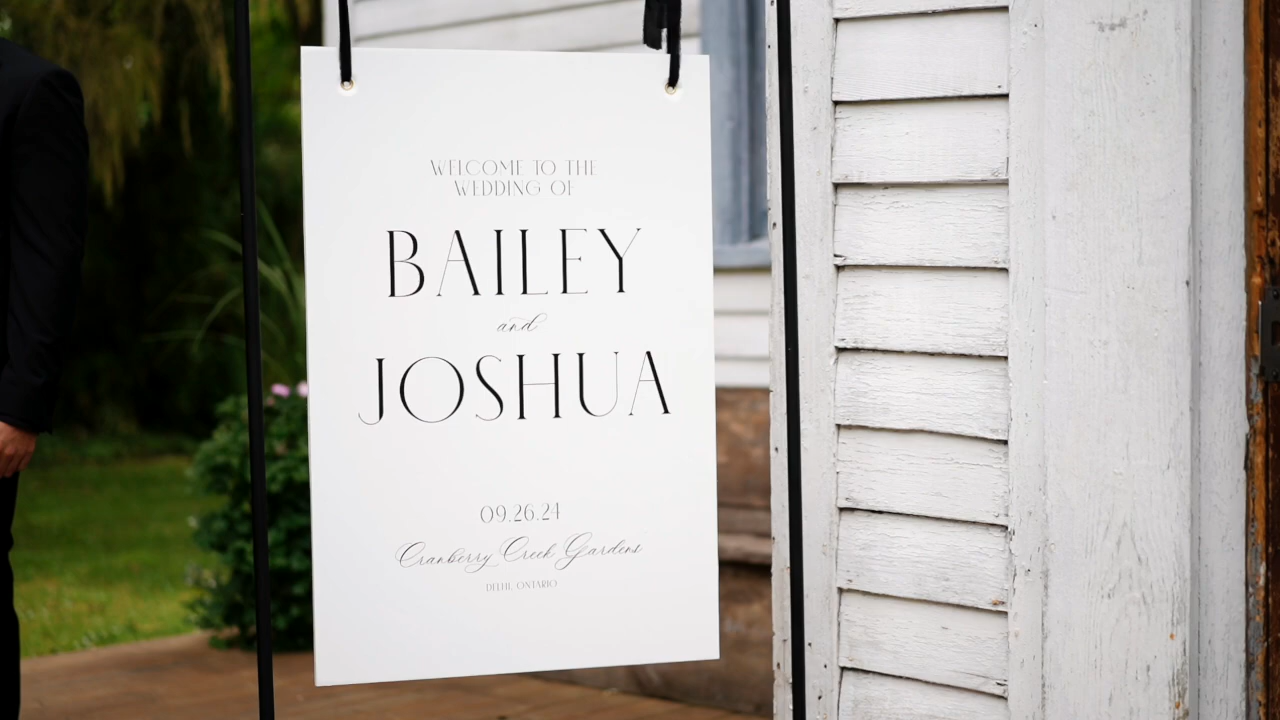 WELCOME TO THE
WEDDING OF
BAILEY
and
JOSHUA
09.26.24
Cranberry Creek Gardens
DELHI, ONTARIO